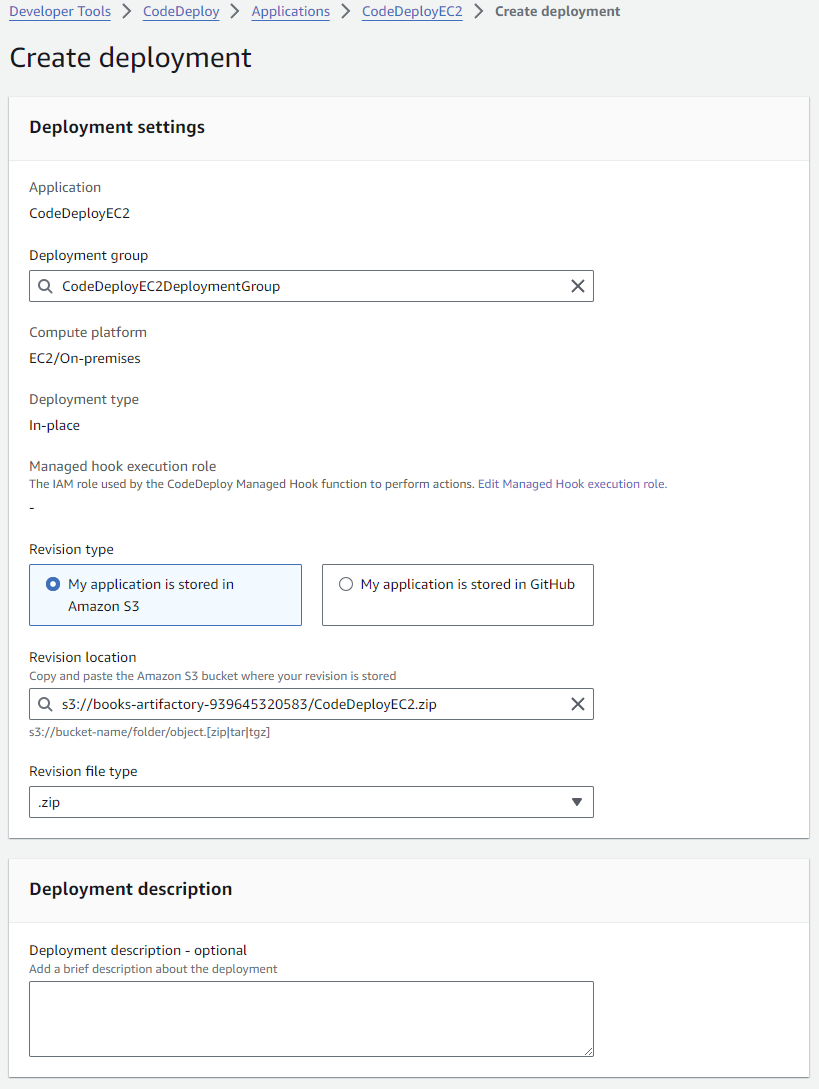 Developer Tools > CodeDeploy > Applications > CodeDeployEC2 > Create deployment
Create deployment
Deployment settings
Application
CodeDeployEC2
Deployment group
CodeDeployEC2DeploymentGroup
Compute platform
EC2/On-premises
Deployment type
In-place
Managed hook execution role
The IAM role used by the CodeDeploy Managed Hook function to perform actions. Edit Managed Hook execution role.
-
Revision type
My application is stored in
Amazon S3
My application is stored in GitHub
Revision location
Copy and paste the Amazon S3 bucket where your revision is stored
s3://books-artifactory-939645320583/CodeDeployEC2.zip
s3://bucket-name/folder/object.[zip|tar|tgz]
Revision file type
.zip
Deployment description
Deployment description - optional
Add a brief description about the deployment